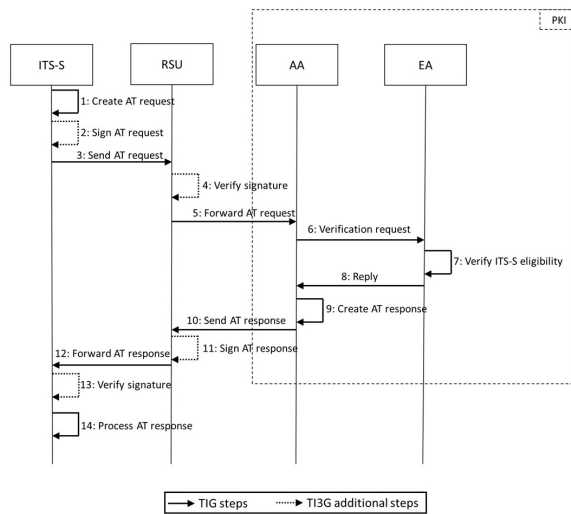 PKI
ITS-S
RSU
AA
EA
1: Create AT request
2: Sign AT request
3: Send AT request
4: Verify signature
5: Forward AT request
6: Verification request
7: Verify ITS-S eligibility
8: Reply
9: Create AT response
10: Send AT response
11: Sign AT response
12: Forward AT response
13: Verify signature
14: Process AT response
TIG steps
TI3G additional steps